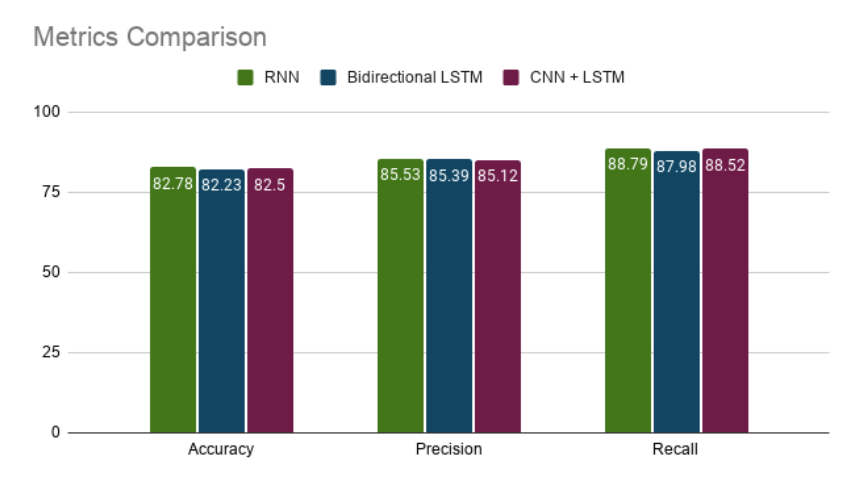 Metrics Comparison
RNN Bidirectional LSTM CNN + LSTM
100
75
50
25
0
82.78 82.23 82.5 85.53 85.39 85.12 88.79 87.98 88.52
Accuracy Precision Recall